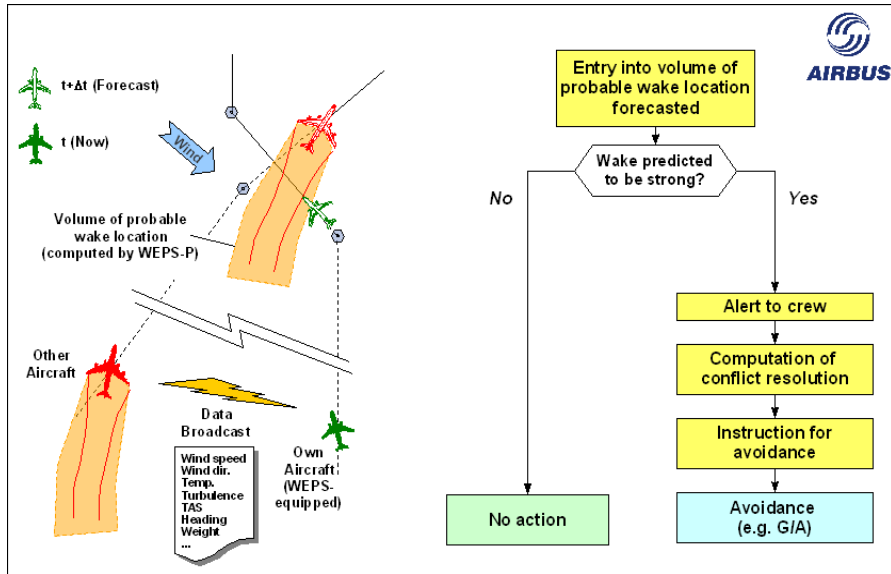 t+Δt (Forecast)
t (Now)
Wind
Volume of probable
wake location
(computed by WEPS-P)
Other
Aircraft
Data
Broadcast
Wind speed
Wind dir.
Temp.
Turbulence
TAS
Heading
Weight
...
Own
Aircraft
(WEPS-
equipped)
AIRBUS
Entry into volume of
probable wake location
forecasted
Wake predicted
to be strong?
No
Yes
Alert to crew
Computation of
conflict resolution
Instruction for
avoidance
No action
Avoidance
(e.g. G/A)